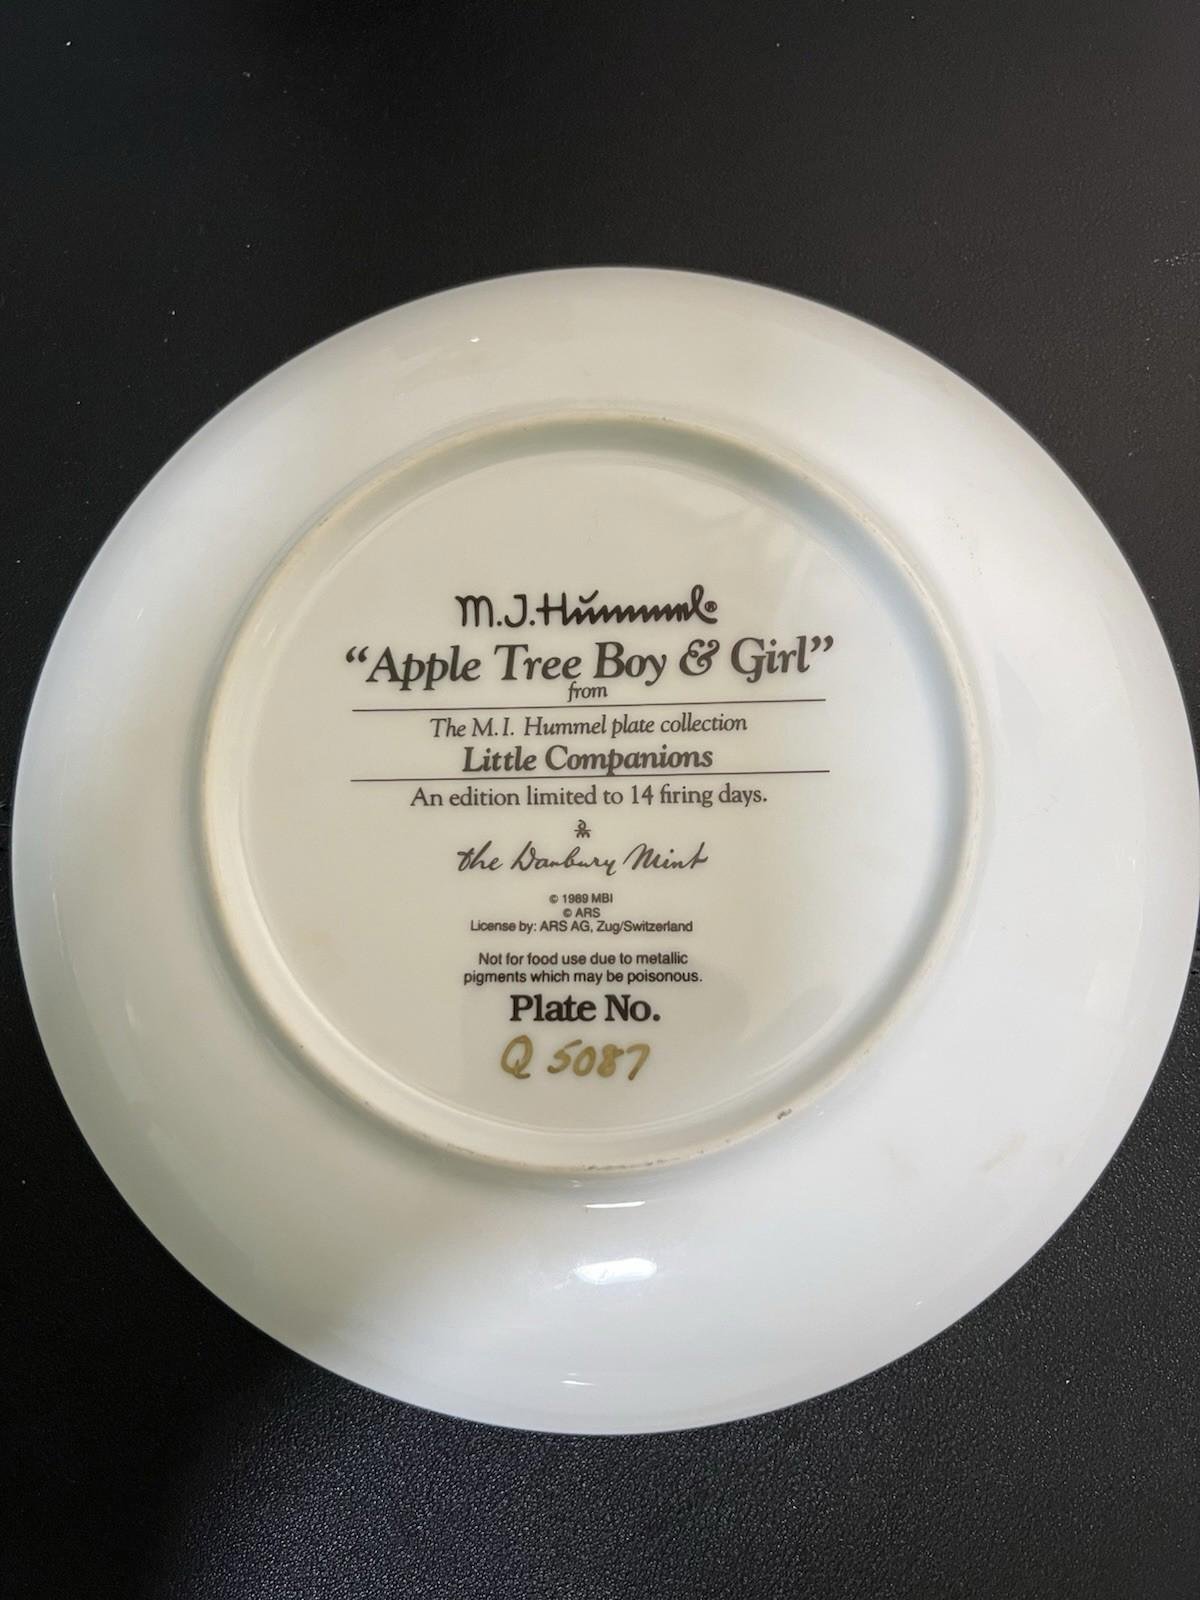 M.J.Hümmel®
“Apple Tree Boy & Girl”
from
The M.I. Hummel plate collection
Little Companions
An edition limited to 14 firing days.
the Danbury Mint
© 1989 MBI
© ARS
License by: ARS AG, Zug/Switzerland
Not for food use due to metallic
pigments which may be poisonous.
Plate No.
Q 5087